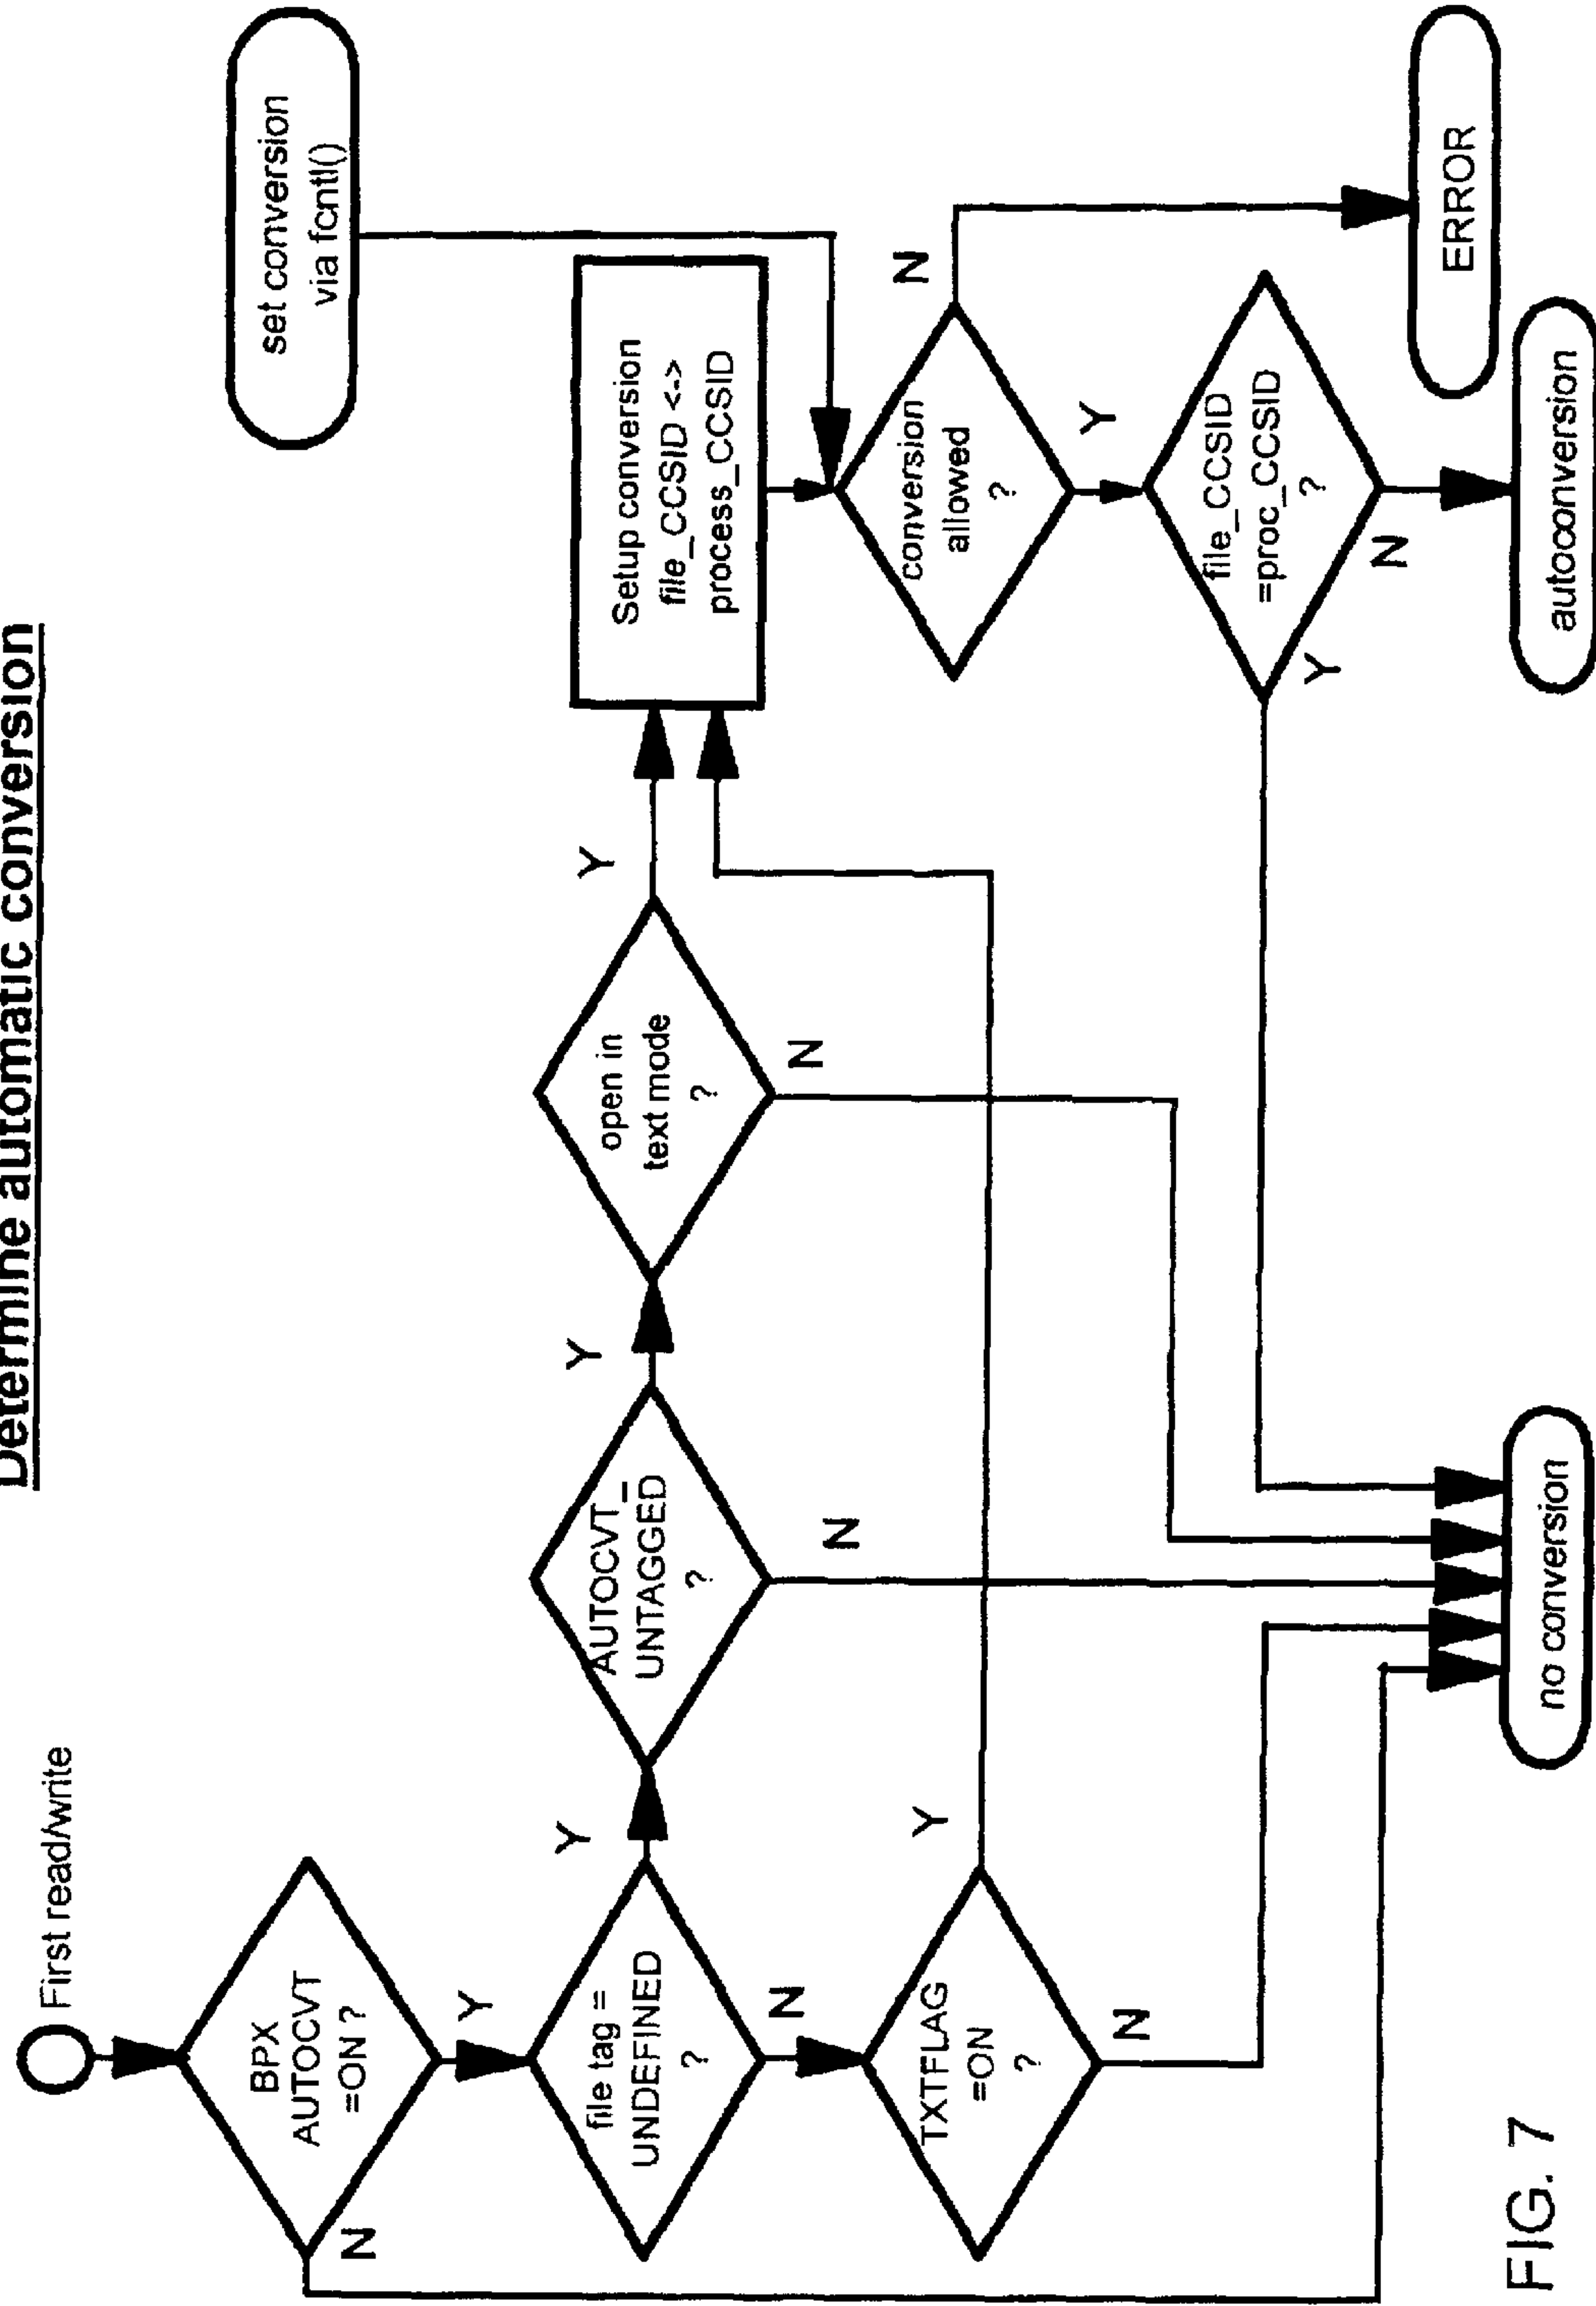 Determine automatic conversion
First read/write
BPX
AUTOCVT
=ON ?
N
Y
file tag =
UNDEFINED
?
Y
N
TXTFLAG
=ON
?
Y
N
AUTOCVT_
UNTAGGED
?
Y
N
open in
text mode
?
Y
N
Setup conversion
file_CCSID <->
process_CCSID
set conversion
via fcntl()
conversion
allowed
?
N
Y
file_CCSID
=proc_CCSID
?
Y
N
no conversion
autoconversion
ERROR
FIG. 7